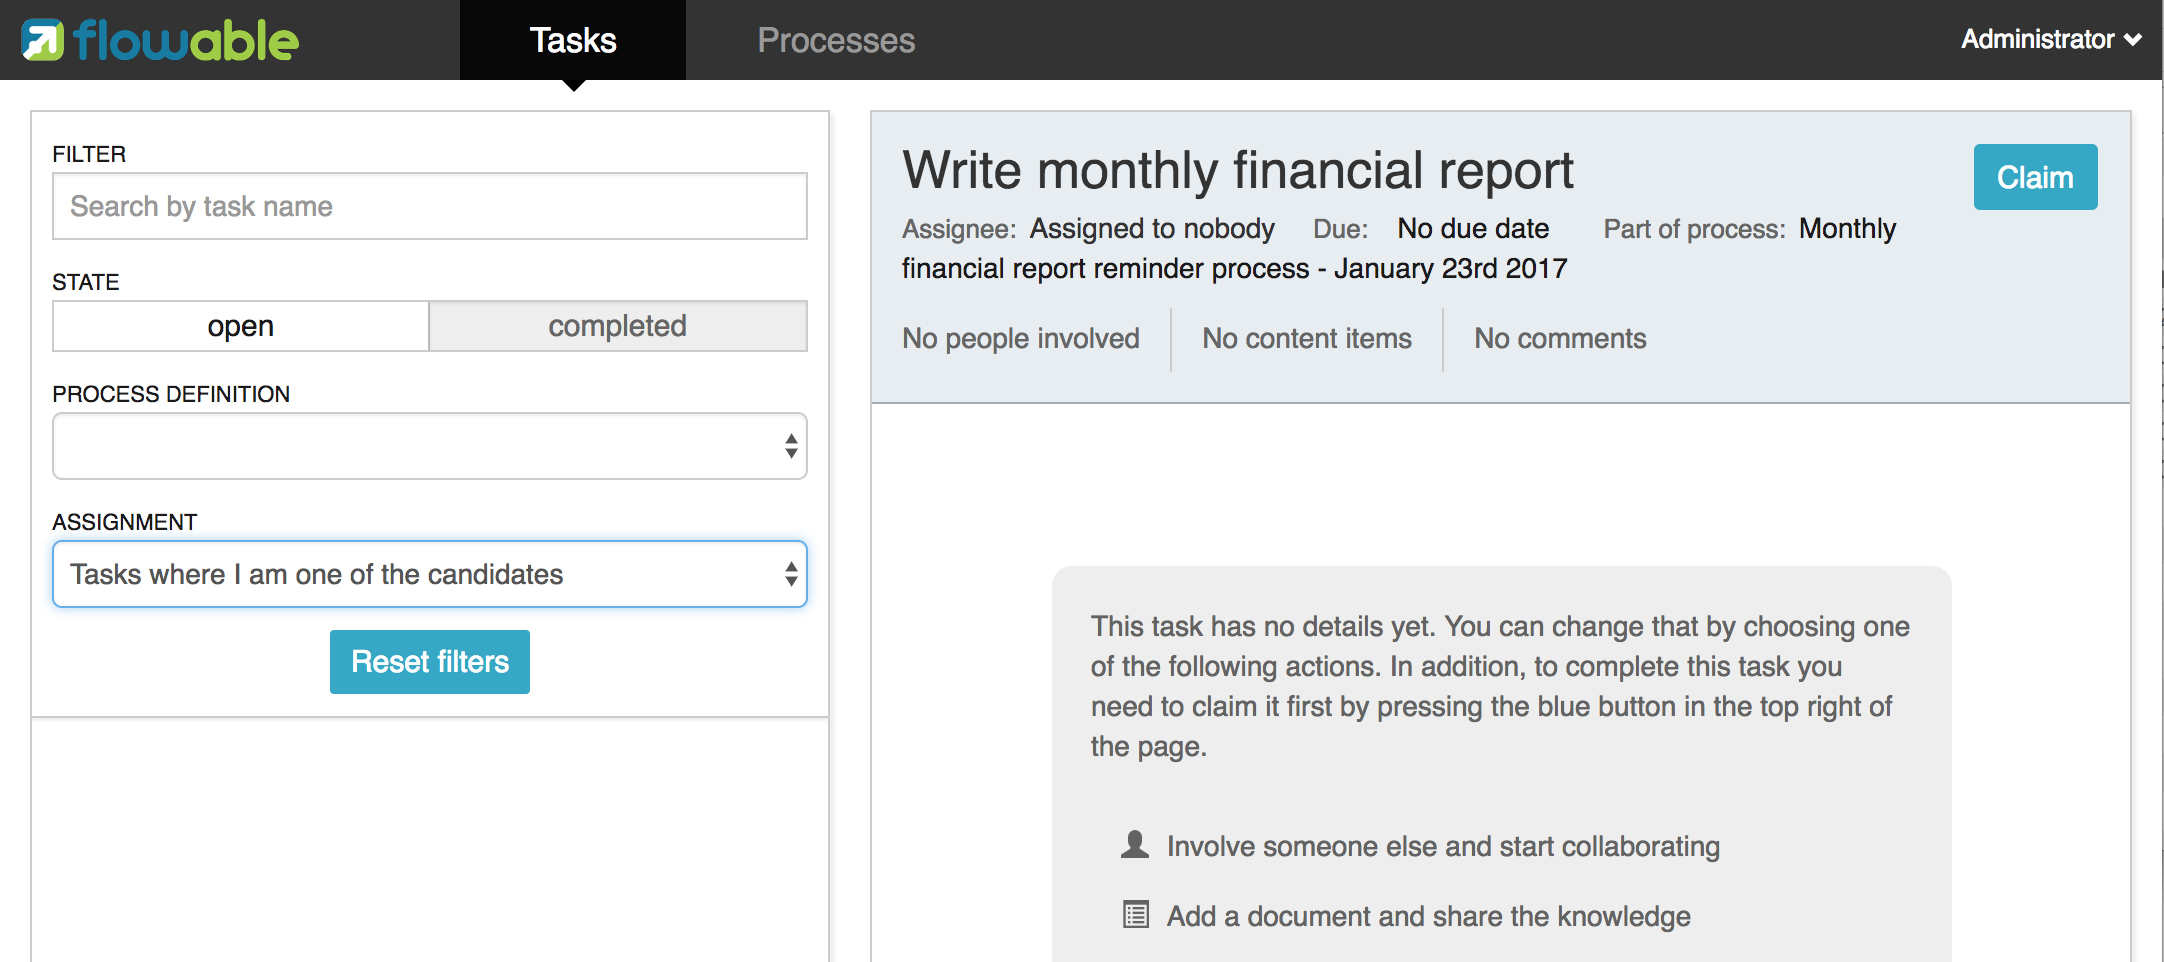 flowable
Tasks
Processes
Administrator
FILTER
Search by task name
STATE
open
completed
PROCESS DEFINITION
ASSIGNMENT
Tasks where I am one of the candidates
Reset filters
Write monthly financial report
Claim
Assignee: Assigned to nobody Due: No due date Part of process: Monthly
financial report reminder process - January 23rd 2017
No people involved
No content items
No comments
This task has no details yet. You can change that by choosing one
of the following actions. In addition, to complete this task you
need to claim it first by pressing the blue button in the top right of
the page.
Involve someone else and start collaborating
Add a document and share the knowledge